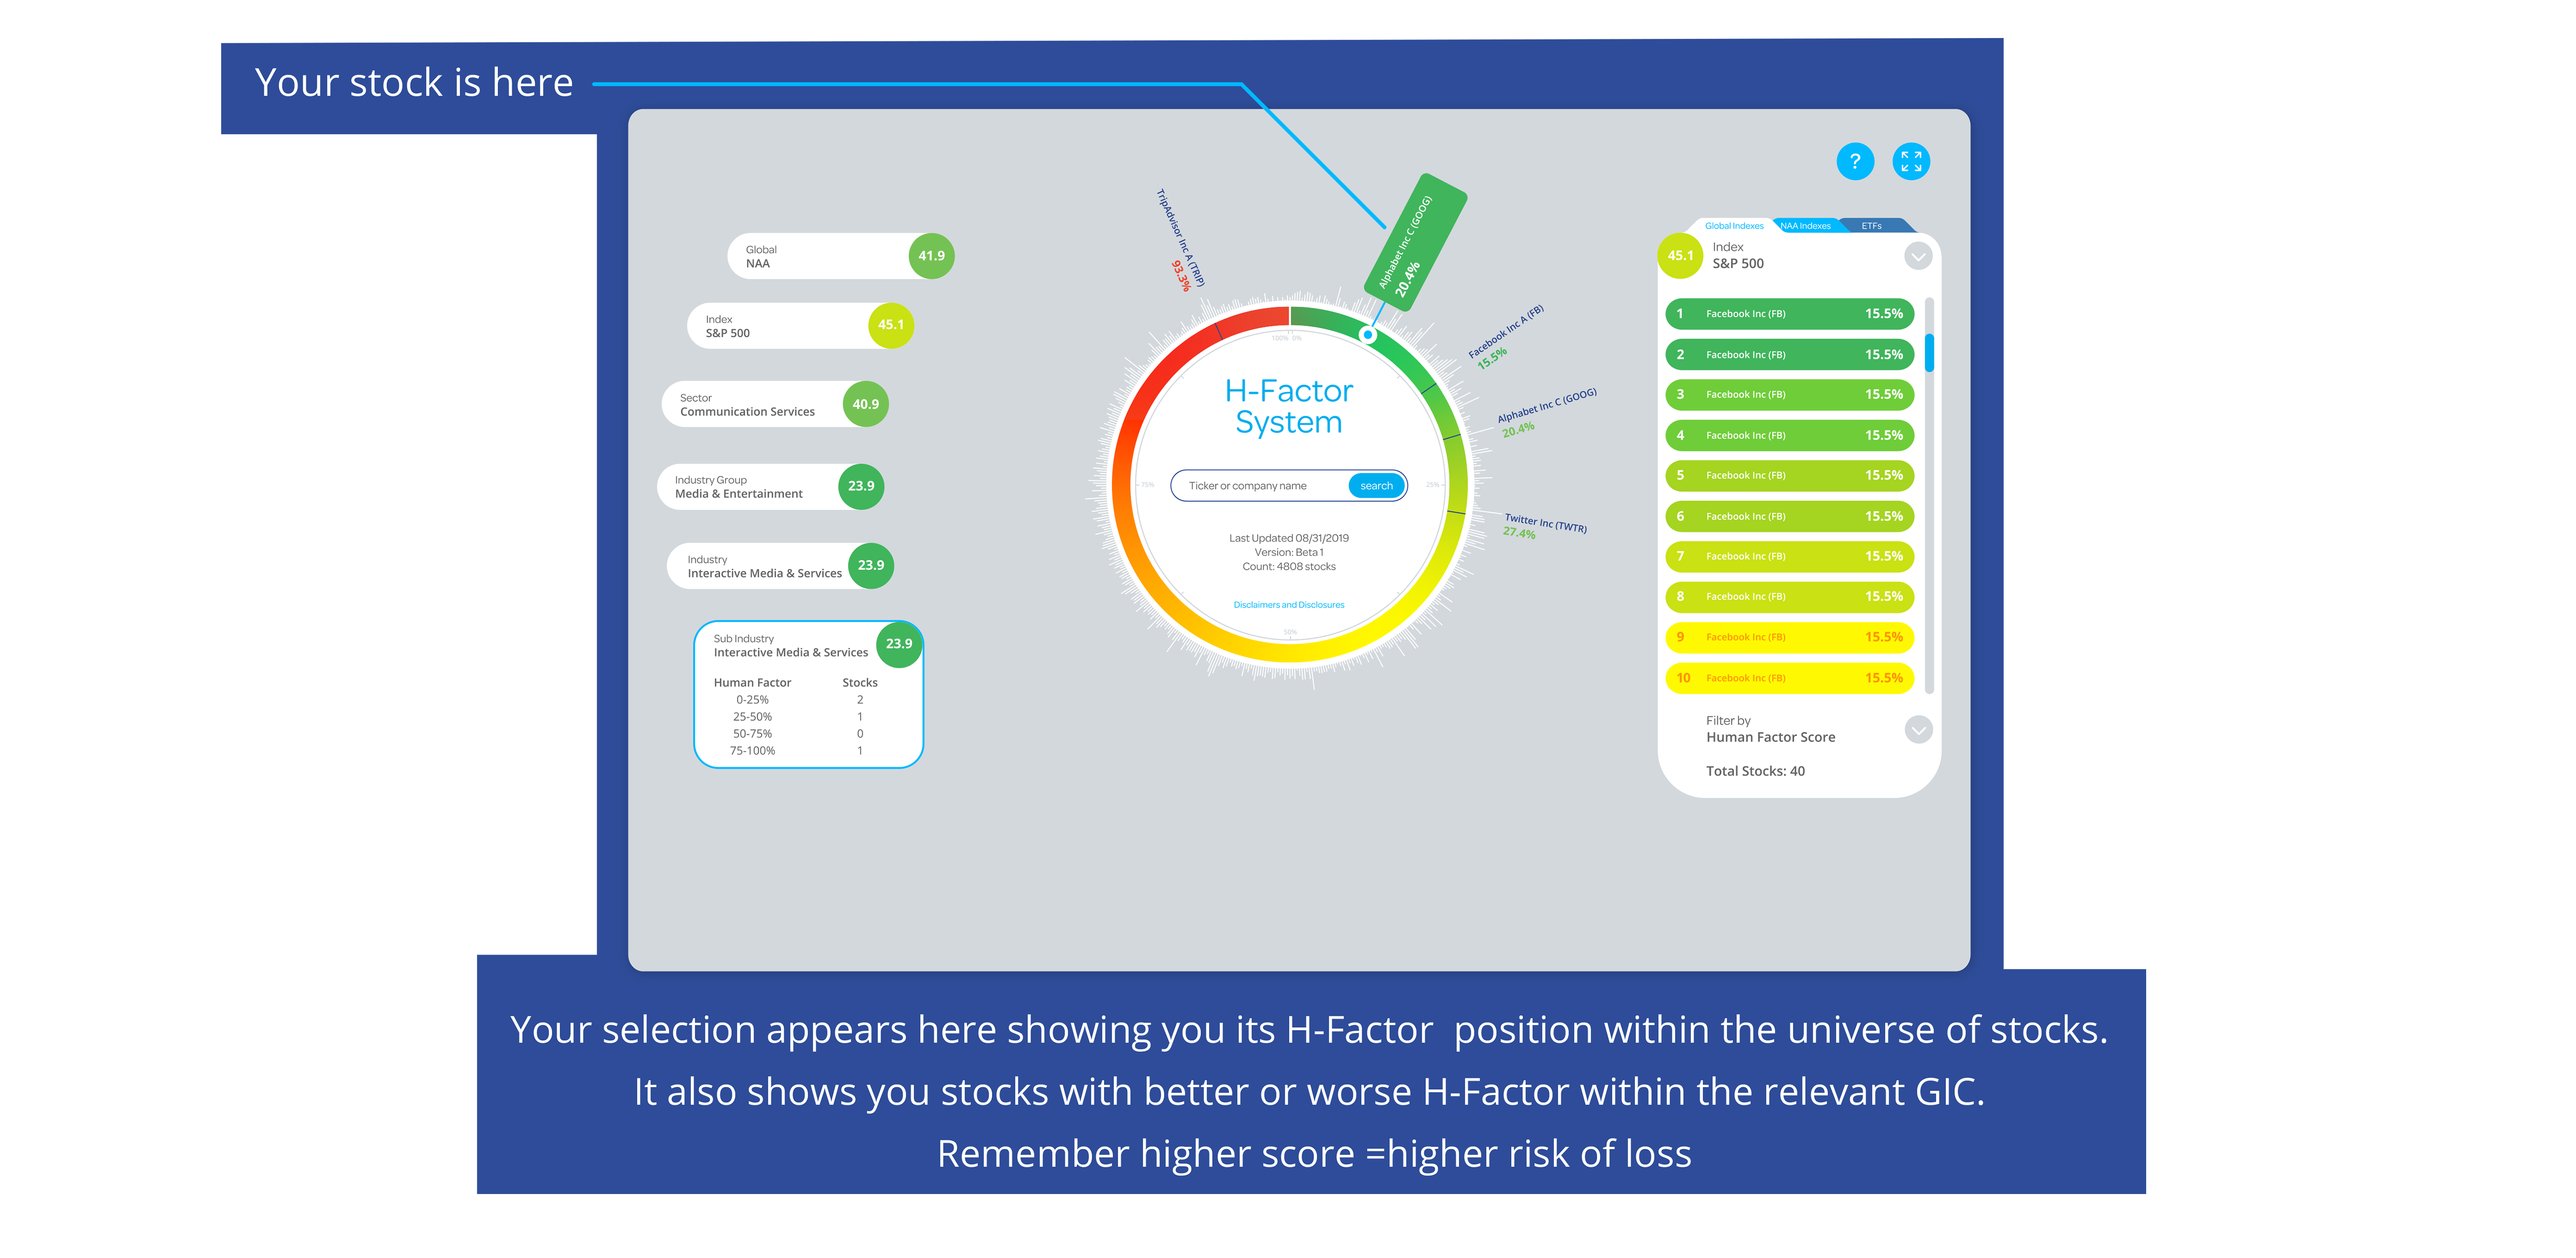 Your stock is here
?
Global
NAA
41.9
Index
S&P 500
45.1
Sector
Communication Services
40.9
Industry Group
Media & Entertainment
23.9
Industry
Interactive Media & Services
23.9
Sub Industry
Interactive Media & Services
23.9
Human Factor Stocks
0-25% 2
25-50% 1
50-75% 0
75-100% 1
TripAdvisor Inc A (TRIP)
93.3%
Alphabet Inc C (GOOG)
20.4%
Facebook Inc A (FB)
15.5%
Alphabet Inc C (GOOG)
20.4%
Twitter Inc (TWTR)
27.4%
100% 0%
25%
50%
75%
H-Factor
System
Ticker or company name search
Last Updated 08/31/2019
Version: Beta 1
Count: 4808 stocks
Disclaimers and Disclosures
Global Indexes NAA Indexes ETFs
45.1
Index
S&P 500
1 Facebook Inc (FB) 15.5%
2 Facebook Inc (FB) 15.5%
3 Facebook Inc (FB) 15.5%
4 Facebook Inc (FB) 15.5%
5 Facebook Inc (FB) 15.5%
6 Facebook Inc (FB) 15.5%
7 Facebook Inc (FB) 15.5%
8 Facebook Inc (FB) 15.5%
9 Facebook Inc (FB) 15.5%
10 Facebook Inc (FB) 15.5%
Filter by
Human Factor Score
Total Stocks: 40
Your selection appears here showing you its H-Factor position within the universe of stocks.
It also shows you stocks with better or worse H-Factor within the relevant GIC.
Remember higher score =higher risk of loss